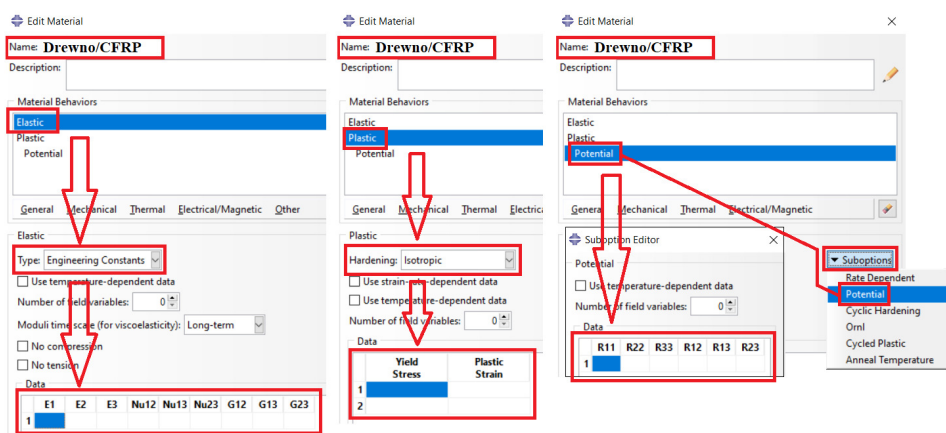 Edit Material
Name: Drewno/CFRP
Description:
Material Behaviors
Elastic
Plastic
Potential
General Mechanical Thermal Electrical/Magnetic Other
Elastic
Type: Engineering Constants
Use temperature-dependent data
Number of field variables: 0
Moduli time scale (for viscoelasticity): Long-term
No compression
No tension
Data
E1 E2 E3 Nu12 Nu13 Nu23 G12 G13 G23
1
Edit Material
Name: Drewno/CFRP
Description:
Material Behaviors
Elastic
Plastic
Potential
General Mechanical Thermal Electric
Plastic
Hardening: Isotropic
Use strain-rate-dependent data
Use temperature-dependent data
Number of field variables: 0
Data
Yield Plastic
Stress Strain
1
2
Edit Material
Name: Drewno/CFRP
Description:
Material Behaviors
Elastic
Plastic
Potential
General Mechanical Thermal Electrical/Magnetic
Suboption Editor
Potential
Use temperature-dependent data
Number of field variables: 0
Data
R11 R22 R33 R12 R13 R23
1
Suboptions
Rate Dependent
Potential
Cyclic Hardening
Ornl
Cycled Plastic
Anneal Temperature